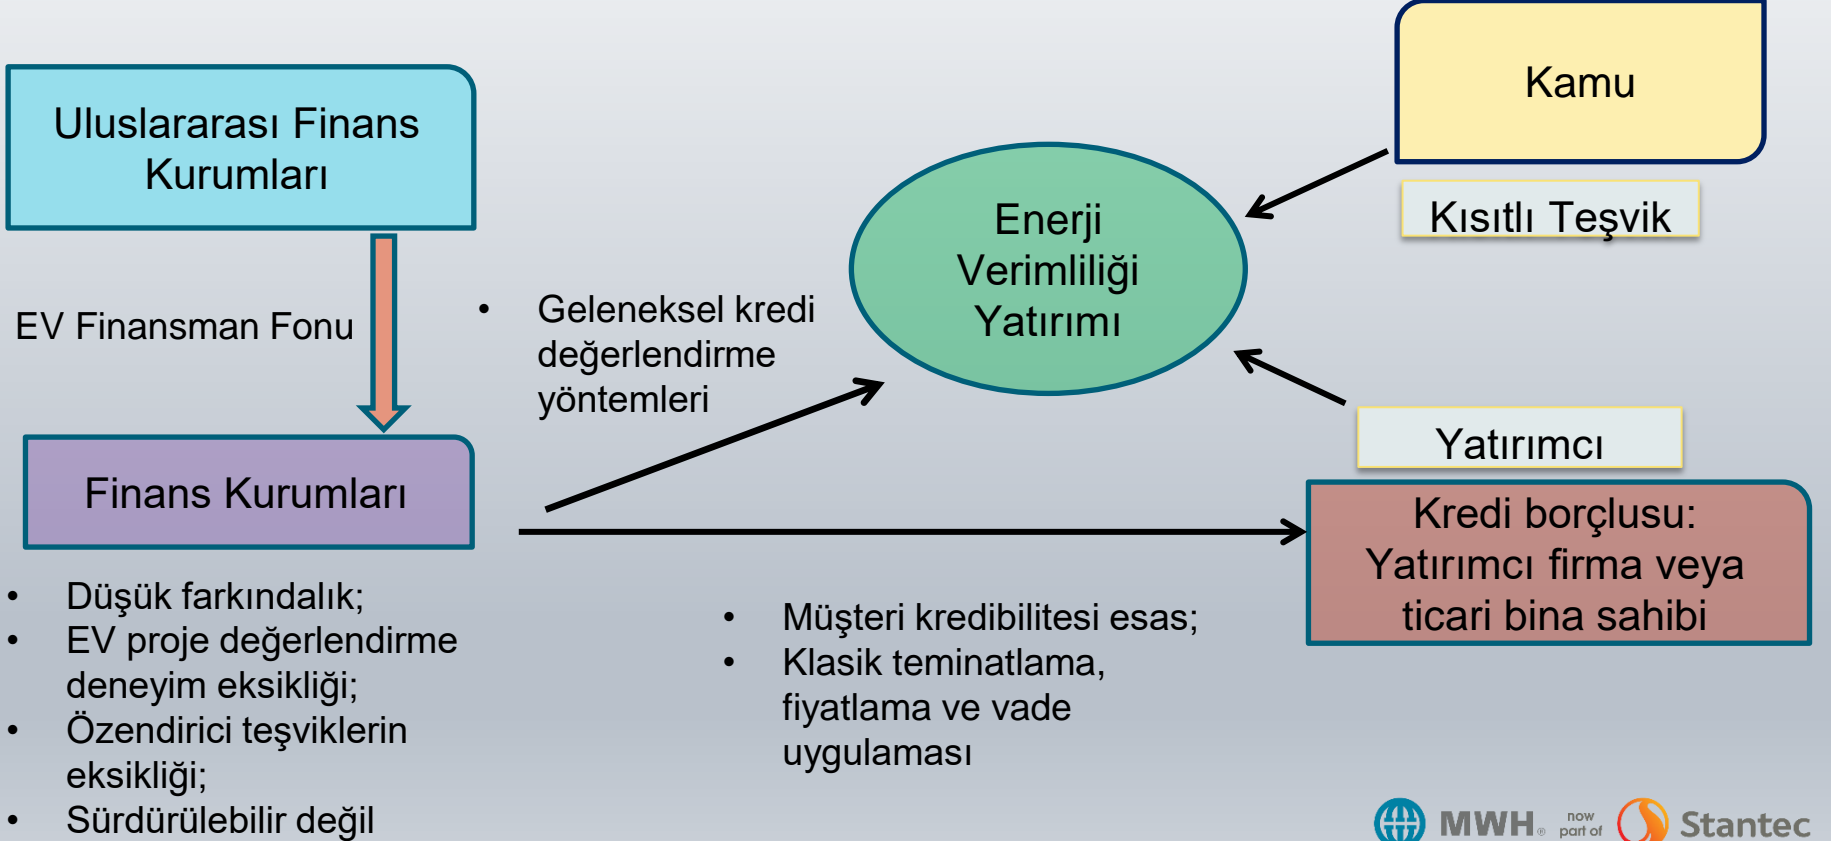 Kamu
Uluslararası Finans
Kurumları
Kısıtlı Teşvik
Enerji
Verimliliği
Yatırımı
EV Finansman Fonu
• Geleneksel kredi
değerlendirme
yöntemleri
Yatırımcı
Finans Kurumları
Kredi borçlusu:
Yatırımcı firma veya
ticari bina sahibi
• Düşük farkındalık;
• EV proje değerlendirme
deneyim eksikliği;
• Özendirici teşviklerin
eksikliği;
• Sürdürülebilir değil
• Müşteri kredibilitesi esas;
• Klasik teminatlama,
fiyatlama ve vade
uygulaması
MWH® now part of Stantec